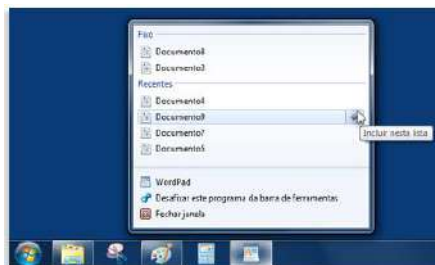 Fixo
Documento8
Documento3
Recentes
Documento4
Documento9
Documento7
Documento5
Incluir nesta lista
WordPad
Desafixar este programa da barra de ferramentas
Fechar janela